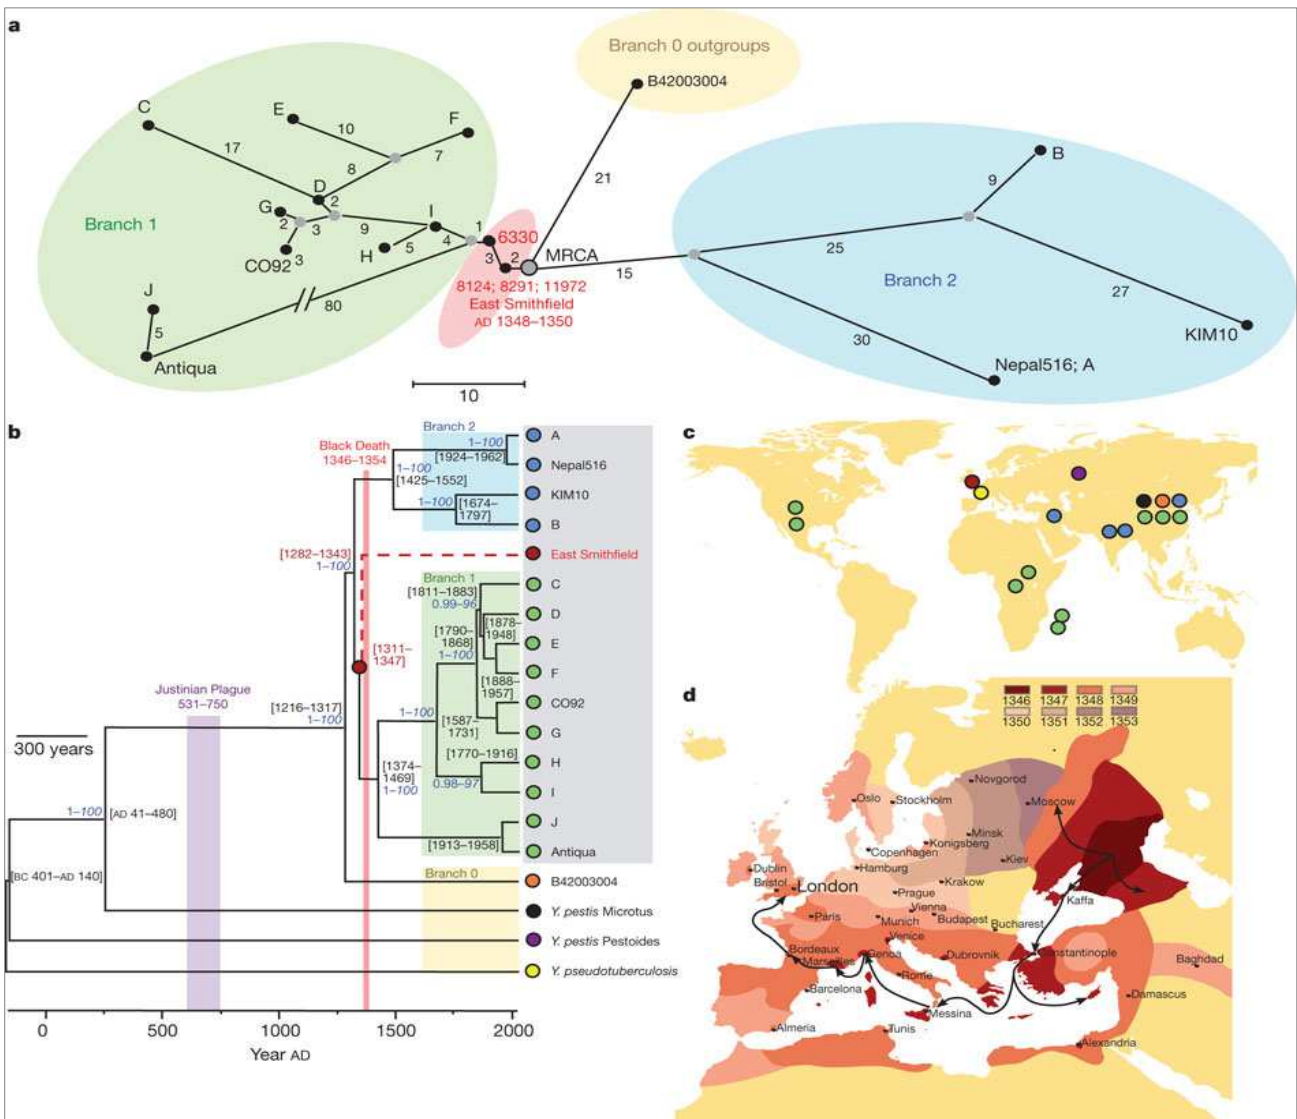 a
Branch 0 outgroups
B42003004
C
E
F
10
17
8
7
B
9
21
D
G
2
2
3
9
I
1
6330
Branch 1
H
5
4
CO92
3
3
2
MRCA
15
25
Branch 2
27
KIM10
8124; 8291; 11972
East Smithfield
AD 1348–1350
J
5
80
Antiqua
30
Nepal516; A
10
b
Black Death
1346–1354
Branch 2
1–100
A
[1924–1962]
1–100
[1425–1552]
Nepal516
KIM10
1–100
[1674–
1797]
B
[1282–1343]
1–100
East Smithfield
Branch 1
[1811–1883]
0.99–96
C
[1878–
1948]
D
[1790–
1868]
1–100
E
[1311–
1347]
F
[1888–
1957]
Justinian Plague
531–750
[1216–1317]
1–100
1–100
CO92
[1587–
1731]
G
300 years
[1770–1916]
H
[1374–
1469]
1–100
0.98–97
I
1–100
[AD 41–480]
J
[1913–1958]
Antiqua
Branch 0
B42003004
[BC 401–AD 140]
Y. pestis Microtus
Y. pestis Pestoides
Y. pseudotuberculosis
0
500
1000
1500
2000
Year AD
c
d
1346
1347
1348
1349
1350
1351
1352
1353
Novgorod
Oslo
Stockholm
Moscow
Minsk
Konigsberg
Copenhagen
Kiev
Dublin
Hamburg
Bristol
London
Krakow
Prague
Kaffa
Paris
Vienna
Munich
Budapest
Bucharest
Venice
Bordeaux
Marseilles
Genoa
Dubrovnik
Constantinople
Baghdad
Rome
Barcelona
Damascus
Messina
Almeria
Tunis
Alexandria